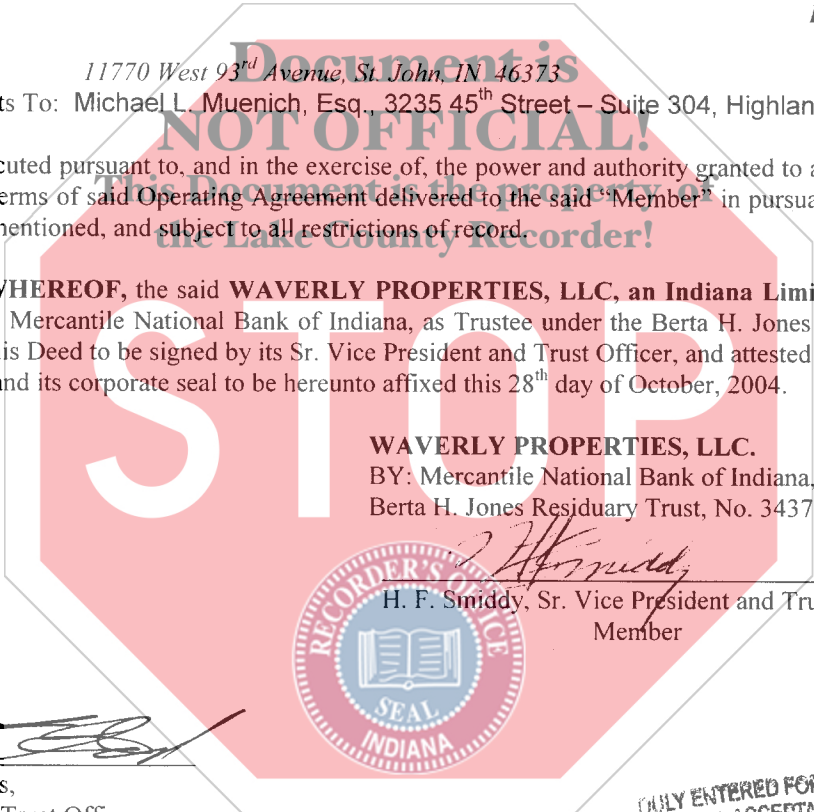 Document is
11770 West 93rd Avenue, St. John, IN 46373
ts To: Michael L. Muenich, Esq., 3235 45th Street – Suite 304, Highlan
NOT OFFICIAL!
cuted pursuant to, and in the exercise of, the power and authority granted to a
This Document is the property of
erms of said Operating Agreement delivered to the said "Member" in pursua
the Lake County Recorder!
nentioned, and subject to all restrictions of record.
WHEREOF, the said WAVERLY PROPERTIES, LLC, an Indiana Limi
Mercantile National Bank of Indiana, as Trustee under the Berta H. Jones
is Deed to be signed by its Sr. Vice President and Trust Officer, and attested
and its corporate seal to be hereunto affixed this 28th day of October, 2004.
STOP
WAVERLY PROPERTIES, LLC.
BY: Mercantile National Bank of Indiana,
Berta H. Jones Residuary Trust, No. 3437
H. F. Smiddy, Sr. Vice President and Tru
Member
RECORDER'S OFFICE
SEAL
INDIANA
s,
DULY ENTERED FO